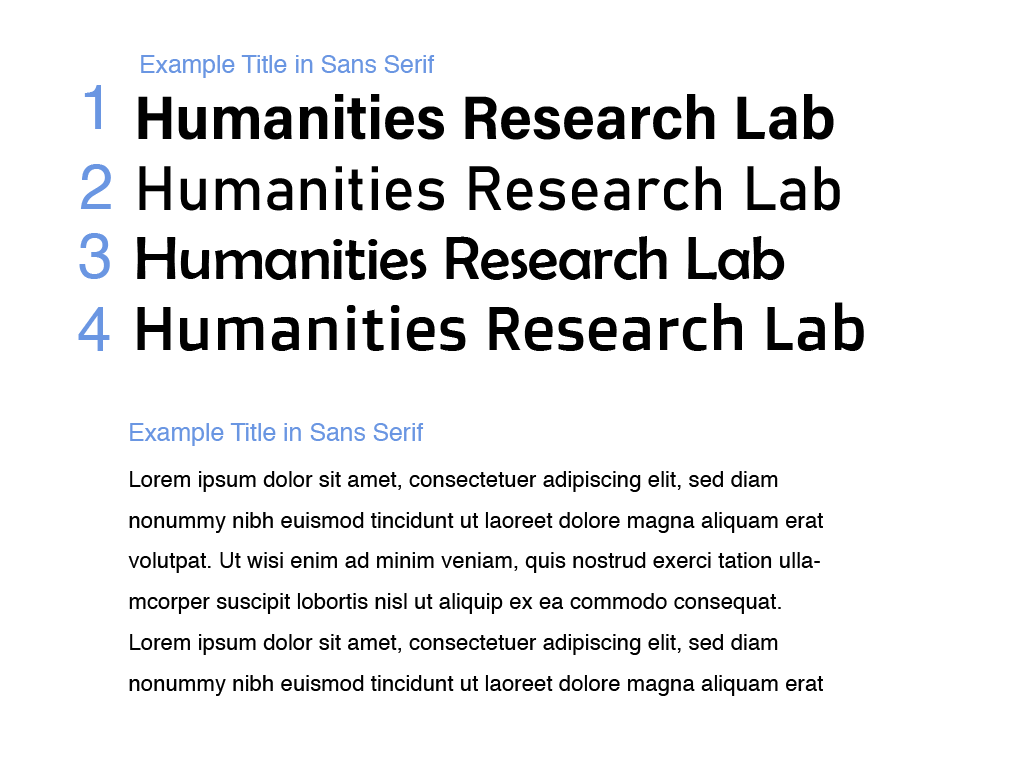 Example Title in Sans Serif
1 Humanities Research Lab
2 Humanities Research Lab
3 Humanities Research Lab
4 Humanities Research Lab
Example Title in Sans Serif
Lorem ipsum dolor sit amet, consectetuer adipiscing elit, sed diam
nonummy nibh euismod tincidunt ut laoreet dolore magna aliquam erat
volutpat. Ut wisi enim ad minim veniam, quis nostrud exerci tation ulla-
mcorper suscipit lobortis nisl ut aliquip ex ea commodo consequat.
Lorem ipsum dolor sit amet, consectetuer adipiscing elit, sed diam
nonummy nibh euismod tincidunt ut laoreet dolore magna aliquam erat